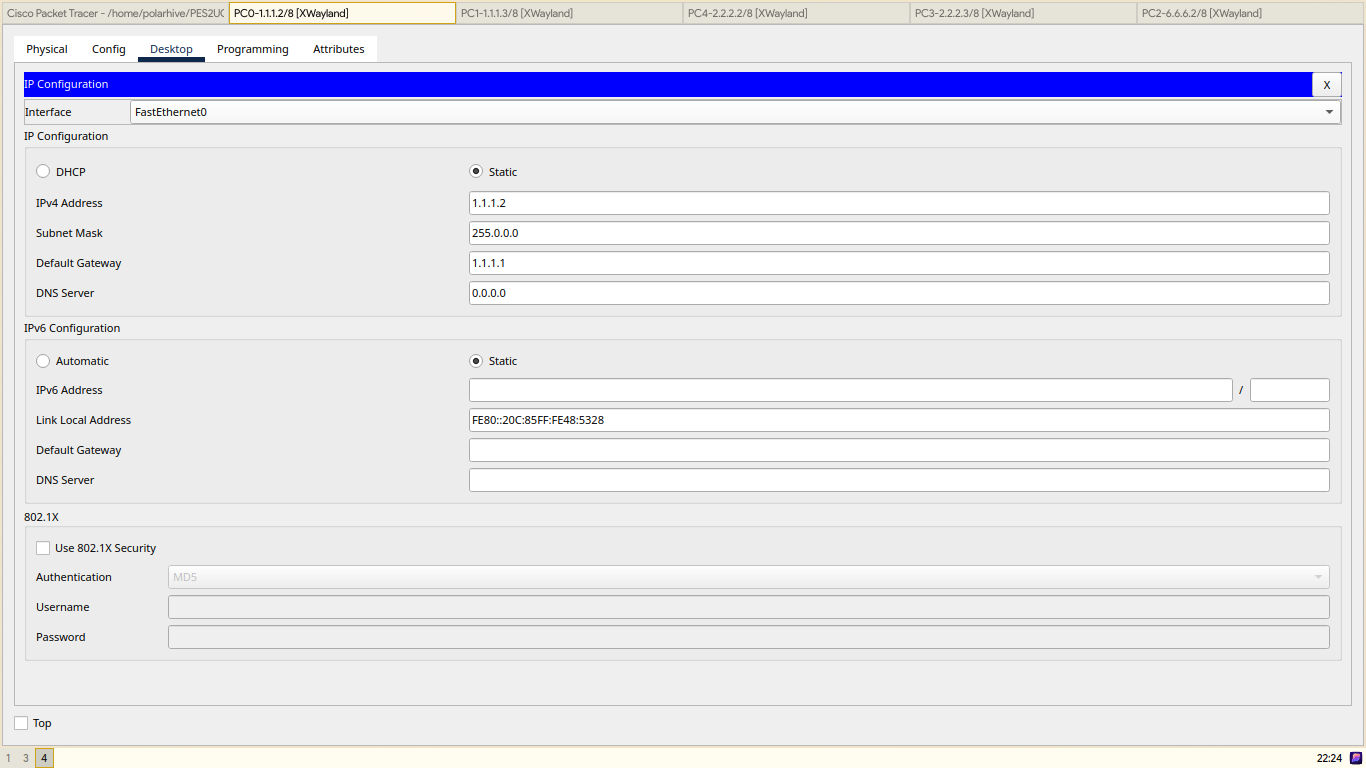 Cisco Packet Tracer - /home/polarhive/PES2UG PC0-1.1.1.2/8 [XWayland] PC1-1.1.1.3/8 [XWayland] PC4-2.2.2.2/8 [XWayland] PC3-2.2.2.3/8 [XWayland] PC2-6.6.6.2/8 [XWayland]
Physical Config Desktop Programming Attributes
IP Configuration X
Interface FastEthernet0
IP Configuration
DHCP Static
IPv4 Address 1.1.1.2
Subnet Mask 255.0.0.0
Default Gateway 1.1.1.1
DNS Server 0.0.0.0
IPv6 Configuration
Automatic Static
IPv6 Address /
Link Local Address FE80::20C:85FF:FE48:5328
Default Gateway
DNS Server
802.1X
Use 802.1X Security
Authentication MD5
Username
Password
Top
1 3 4 22:24